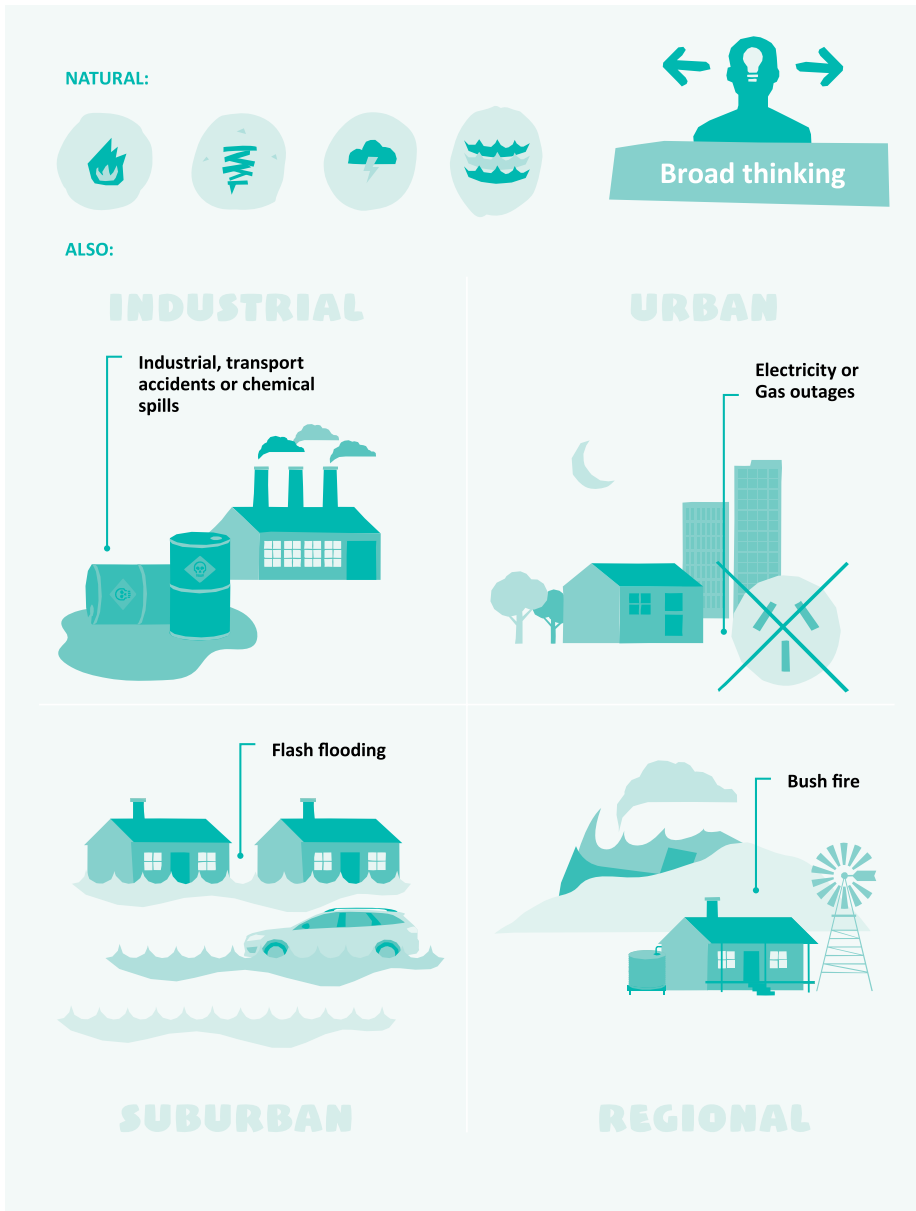 NATURAL:
Broad thinking
ALSO:
INDUSTRIAL
URBAN
Industrial, transport
accidents or chemical
spills
Electricity or
Gas outages
Flash flooding
Bush fire
SUBURBAN
REGIONAL